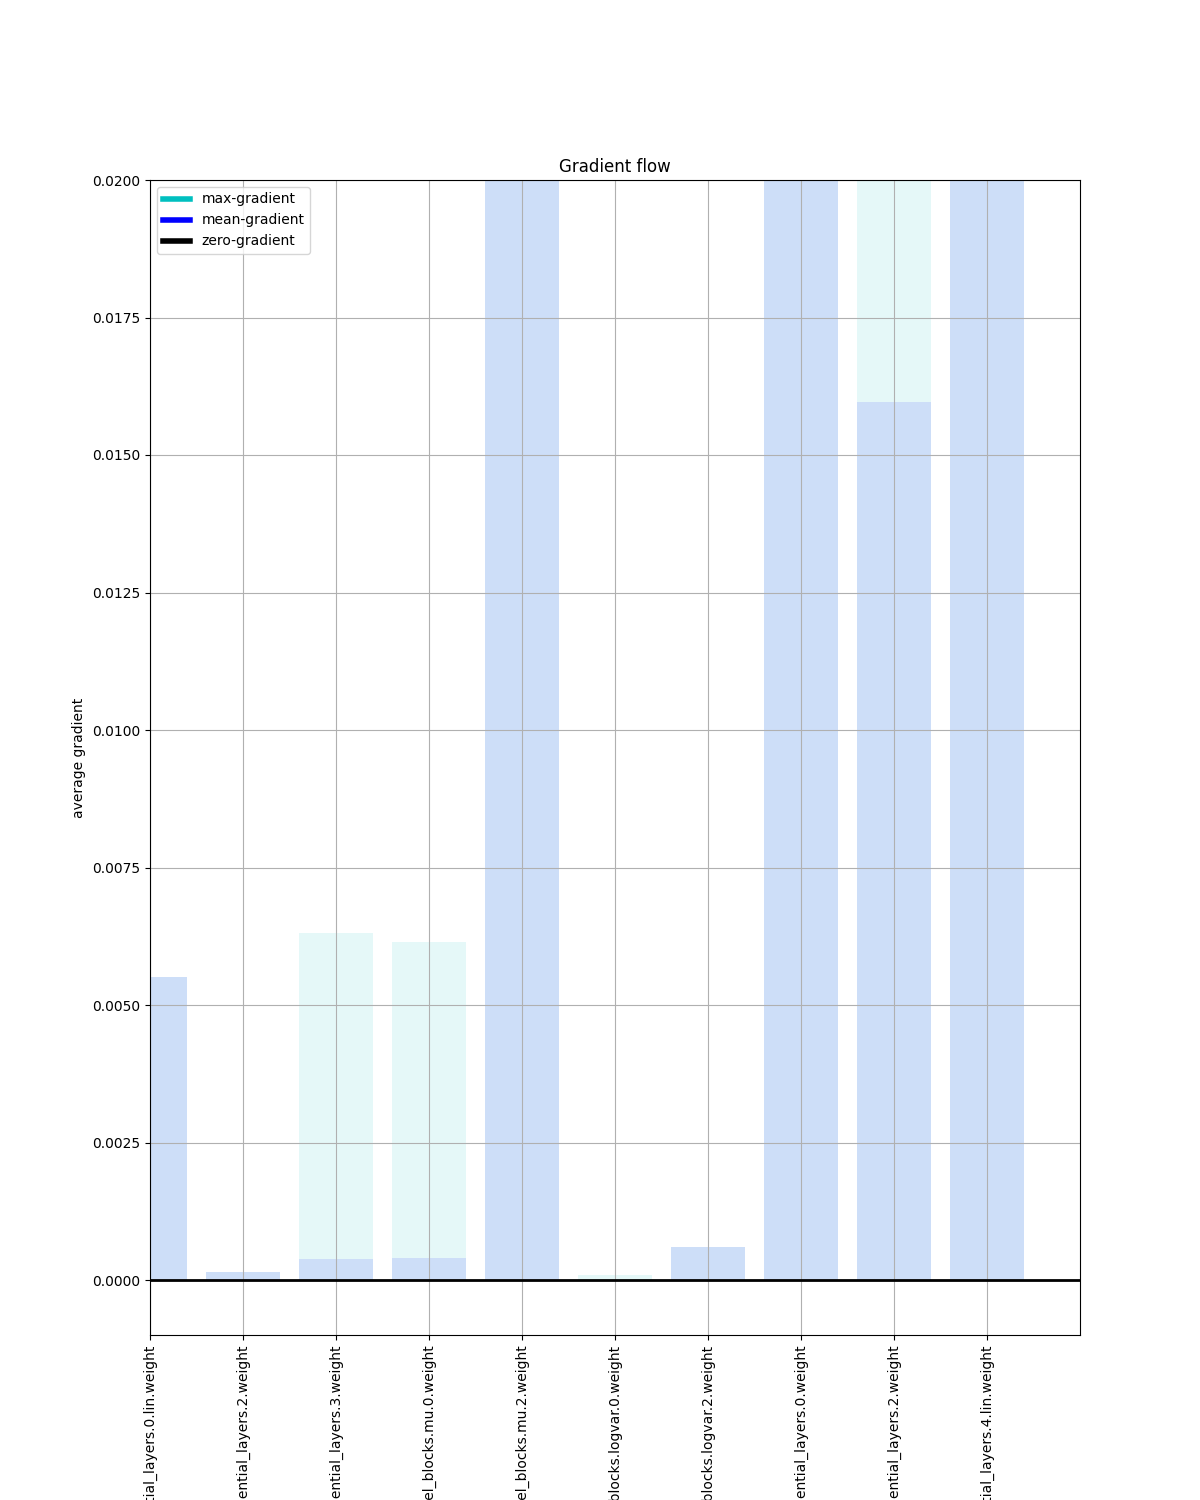 Gradient flow
max-gradient
mean-gradient
zero-gradient
average gradient
0.0200
0.0175
0.0150
0.0125
0.0100
0.0075
0.0050
0.0025
0.0000
tial_layers.0.lin.weight
ential_layers.2.weight
ential_layers.3.weight
el_blocks.mu.0.weight
el_blocks.mu.2.weight
blocks.logvar.0.weight
blocks.logvar.2.weight
ential_layers.0.weight
ential_layers.2.weight
tial_layers.4.lin.weight